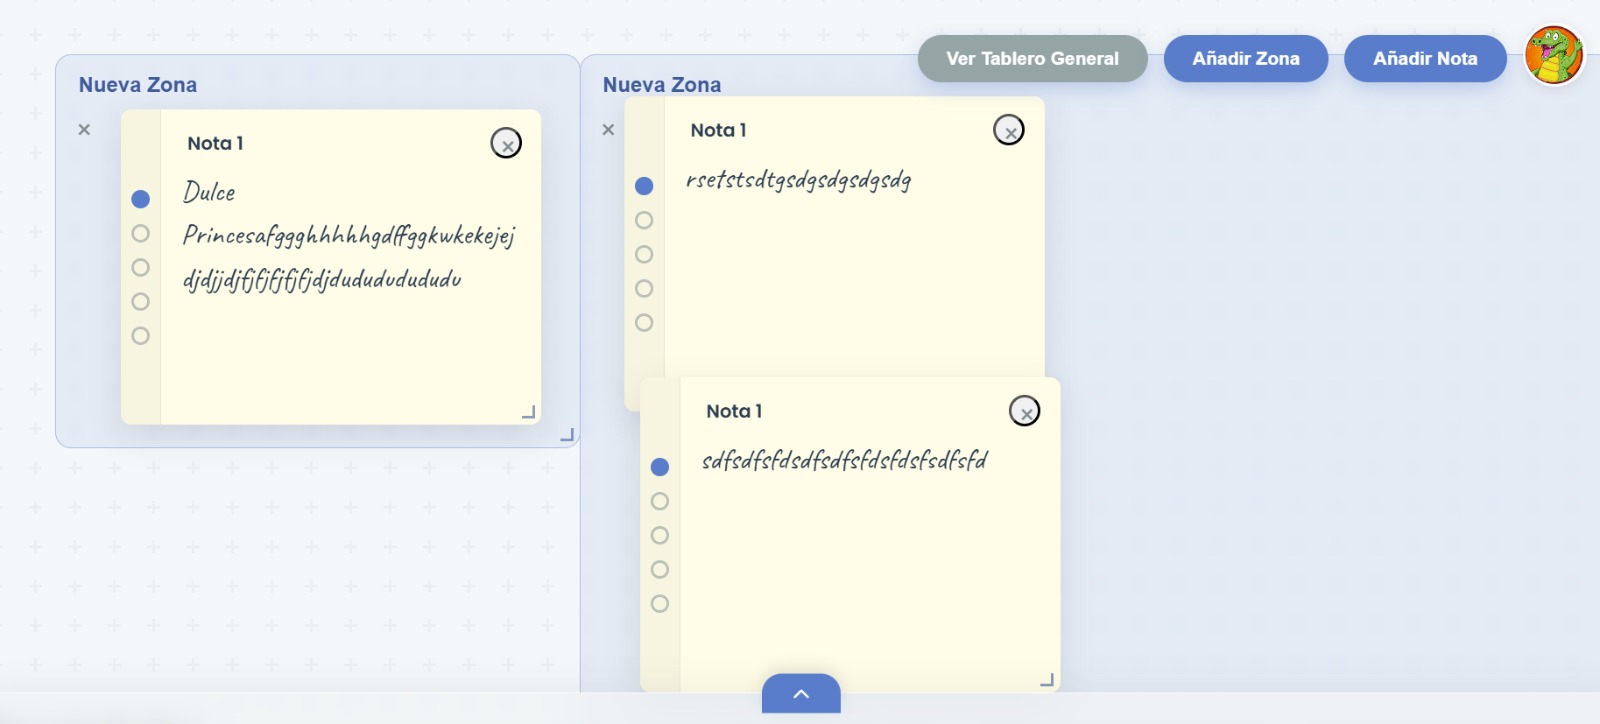 Ver Tablero General
Añadir Zona
Añadir Nota
Nueva Zona
Nota 1
Dulce
Princesafggghhhhhgdffggkwkekejej
djdjjdjfjfjfjfjfjdjdudududududu
Nueva Zona
Nota 1
rsetstsdtgsdgsdgsdgsdg
Nota 1
sdfsdfsfdsdfsdfsfdsfdsfsdfsfd